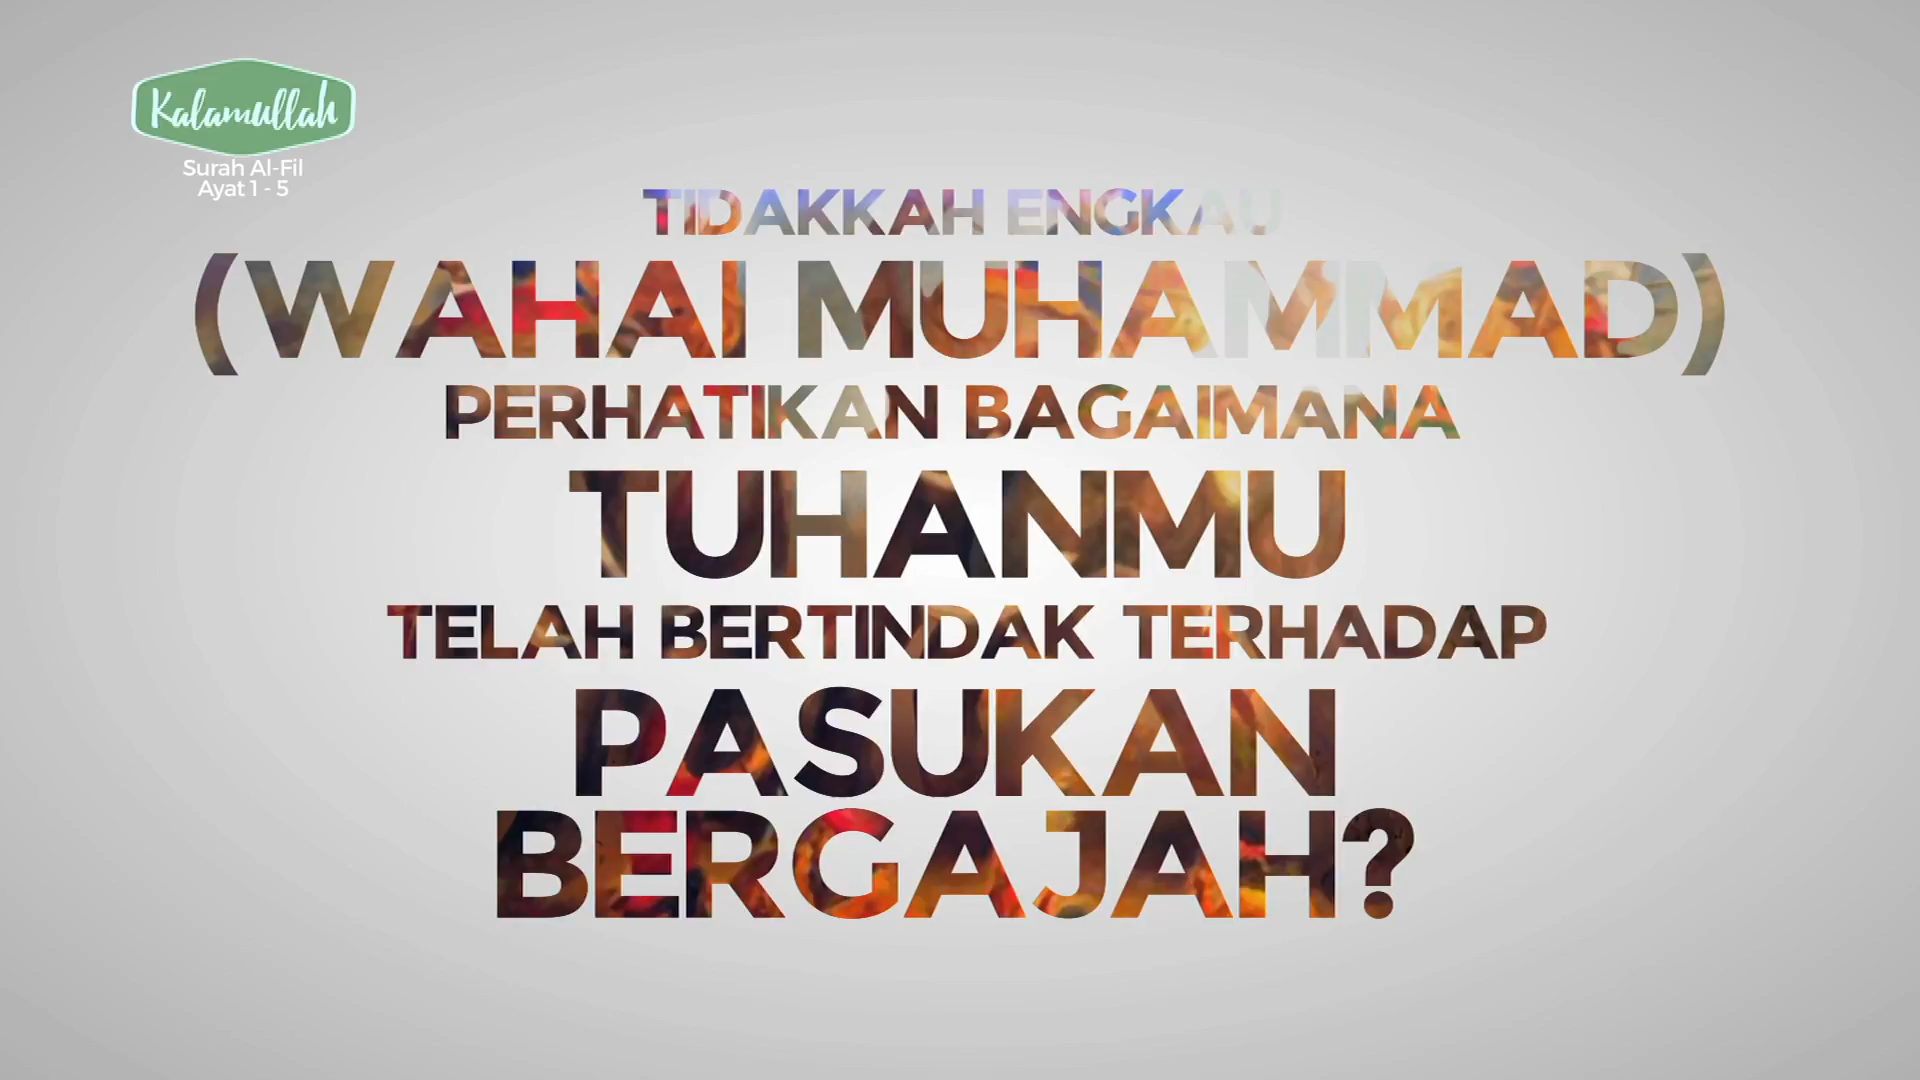 Kalamullah
Surah Al-Fil
Ayat 1 - 5
TIDAKKAH ENGKAU
(WAHAI MUHAMMAD)
PERHATIKAN BAGAIMANA
TUHANMU
TELAH BERTINDAK TERHADAP
PASUKAN
BERGAJAH?